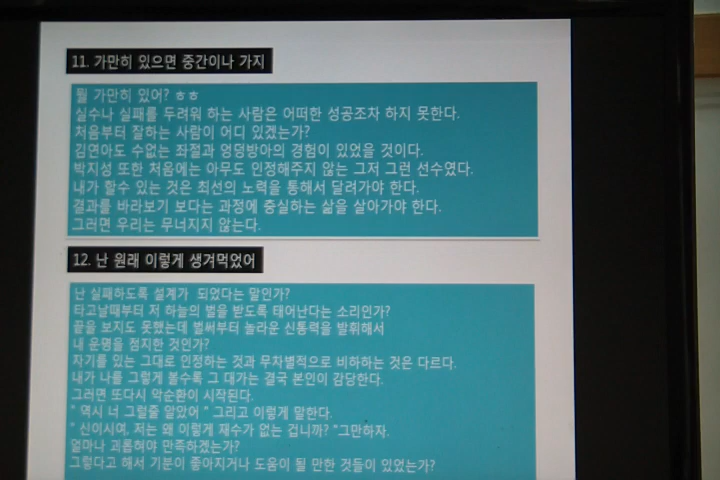 11. 가만히 있으면 중간이나 가지
뭘 가만히 있어? ㅎㅎ
실수나 실패를 두려워 하는 사람은 어떠한 성공조차 하지 못한다.
처음부터 잘하는 사람이 어디 있겠는가?
김연아도 수없는 좌절과 엉덩방아의 경험이 있었을 것이다.
박지성 또한 처음에는 아무도 인정해주지 않는 그저 그런 선수였다.
내가 할수 있는 것은 최선의 노력을 통해서 달려가야 한다.
결과를 바라보기 보다는 과정에 충실하는 삶을 살아가야 한다.
그러면 우리는 무너지지 않는다.
12. 난 원래 이렇게 생겨먹었어
난 실패하도록 설계가 되었다는 말인가?
타고날때부터 저 하늘의 벌을 받도록 태어난다는 소리인가?
끝을 보지도 못했는데 벌써부터 놀라운 신통력을 발휘해서
내 운명을 점지한 것인가?
자기를 있는 그대로 인정하는 것과 무차별적으로 비하하는 것은 다르다.
내가 나를 그렇게 볼수록 그 대가는 결국 본인이 감당한다.
그러면 또다시 악순환이 시작된다.
" 역시 너 그럴줄 알았어 " 그리고 이렇게 말한다.
" 신이시여, 저는 왜 이렇게 재수가 없는 겁니까? "그만하자.
얼마나 괴롭혀야 만족하겠는가?
그렇다고 해서 기분이 좋아지거나 도움이 될 만한 것들이 있었는가?